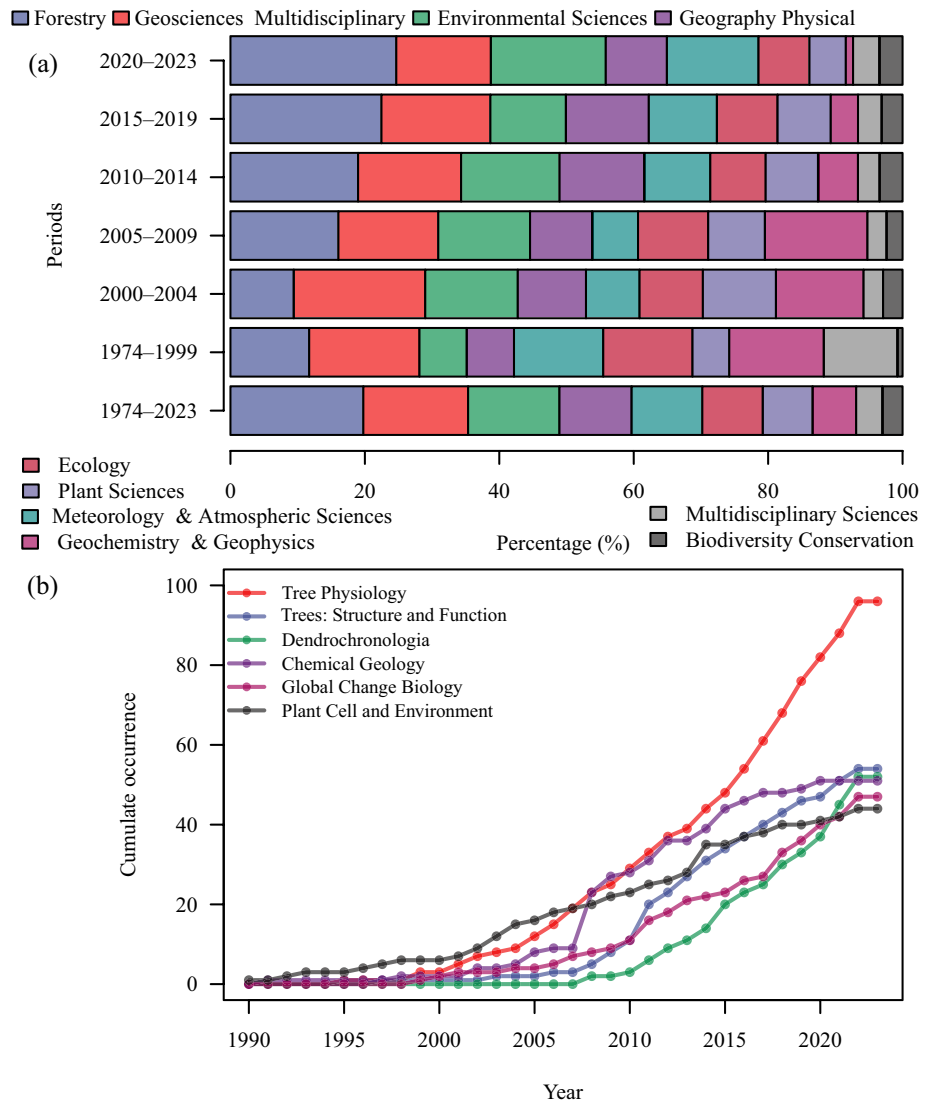 Forestry Geosciences Multidisciplinary Environmental Sciences Geography Physical
(a)
2020–2023
2015–2019
2010–2014
2005–2009
2000–2004
1974–1999
1974–2023
Periods
0 20 40 60 80 100
Percentage (%)
Ecology
Plant Sciences
Meteorology & Atmospheric Sciences
Geochemistry & Geophysics
Multidisciplinary Sciences
Biodiversity Conservation
(b)
100
80
60
40
20
0
Cumulate occurrence
Tree Physiology
Trees: Structure and Function
Dendrochronologia
Chemical Geology
Global Change Biology
Plant Cell and Environment
1990 1995 2000 2005 2010 2015 2020
Year